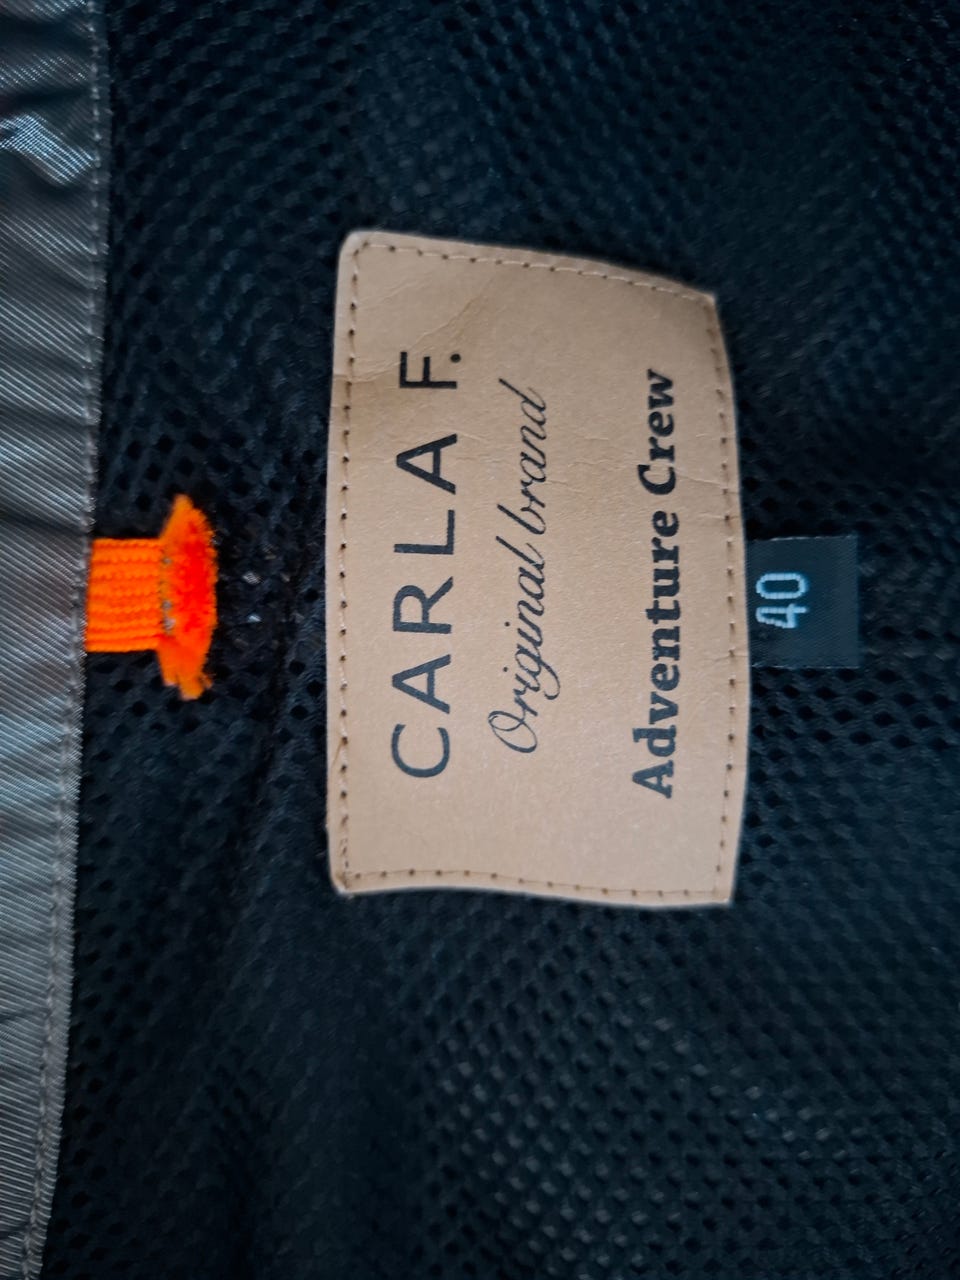 CARLA F.
Original brand
Adventure Crew
40